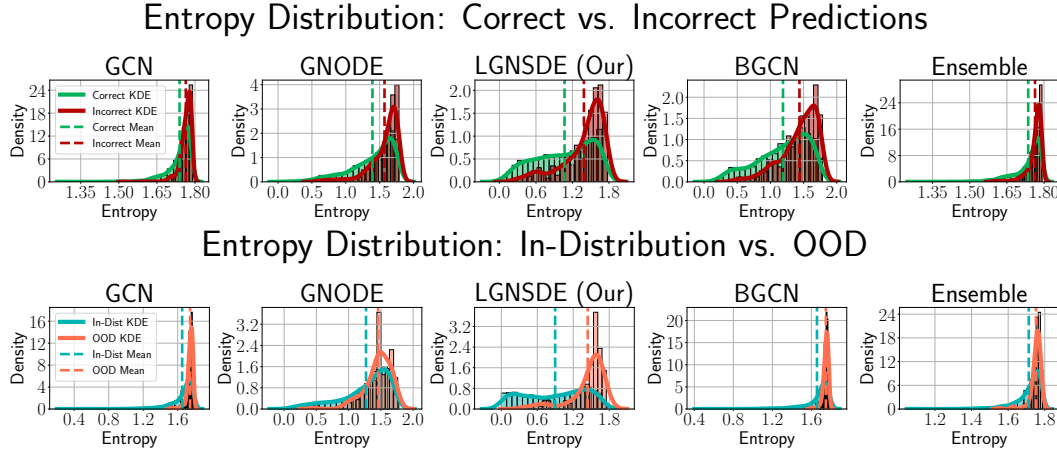 Entropy Distribution: Correct vs. Incorrect Predictions
GCN GNODE LGNSDE (Our) BGCN Ensemble
Density
24
18
12
6
0
Correct KDE
Incorrect KDE
Correct Mean
Incorrect Mean
1.35 1.50 1.65 1.80
Entropy
Density
4
3
2
1
0
0.0 0.5 1.0 1.5 2.0
Entropy
Density
2.0
1.5
1.0
0.5
0.0
0.0 0.6 1.2 1.8
Entropy
Density
2.0
1.5
1.0
0.5
0.0
0.0 0.5 1.0 1.5 2.0
Entropy
Density
24
16
8
0
1.35 1.50 1.65 1.80
Entropy
Entropy Distribution: In-Distribution vs. OOD
GCN GNODE LGNSDE (Our) BGCN Ensemble
Density
16
12
8
4
0
In-Dist KDE
OOD KDE
In-Dist Mean
OOD Mean
0.4 0.8 1.2 1.6
Entropy
Density
3.2
2.4
1.6
0.8
0.0
0.0 0.5 1.0 1.5 2.0
Entropy
Density
3.2
2.4
1.6
0.8
0.0
0.0 0.6 1.2 1.8
Entropy
Density
20
15
10
5
0
0.4 0.8 1.2 1.6
Entropy
Density
24
18
12
6
0
1.2 1.4 1.6 1.8
Entropy